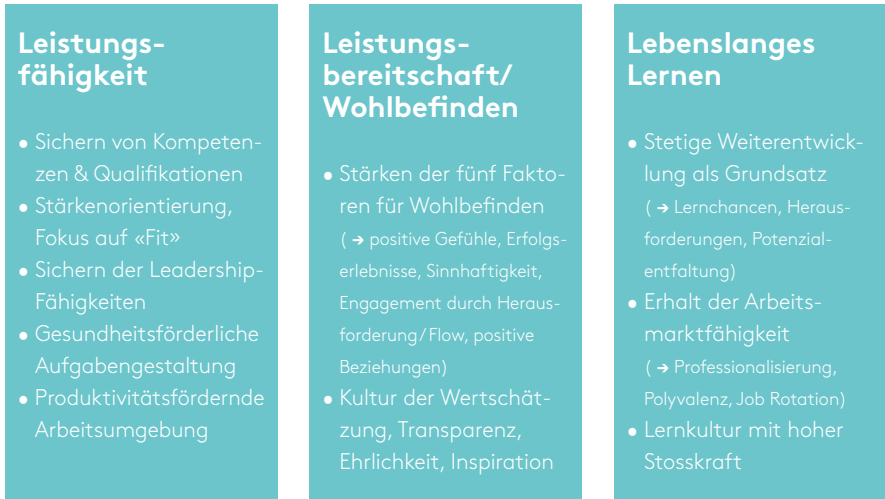 Leistungs-
fähigkeit
• Sichern von Kompeten-
zen & Qualifikationen
• Stärkenorientierung,
Fokus auf «Fit»
• Sichern der Leadership-
Fähigkeiten
• Gesundheitsförderliche
Aufgabengestaltung
• Produktivitätsfördernde
Arbeitsumgebung
Leistungs-
bereitschaft/
Wohlbefinden
• Stärken der fünf Fakto-
ren für Wohlbefinden
( → positive Gefühle, Erfolgs-
erlebnisse, Sinnhaftigkeit,
Engagement durch Heraus-
forderung/Flow, positive
Beziehungen)
• Kultur der Wertschät-
zung, Transparenz,
Ehrlichkeit, Inspiration
Lebenslanges
Lernen
• Stetige Weiterentwick-
lung als Grundsatz
( → Lernchancen, Heraus-
forderungen, Potenzial-
entfaltung)
• Erhalt der Arbeits-
marktfähigkeit
( → Professionalisierung,
Polyvalenz, Job Rotation)
• Lernkultur mit hoher
Stosskraft